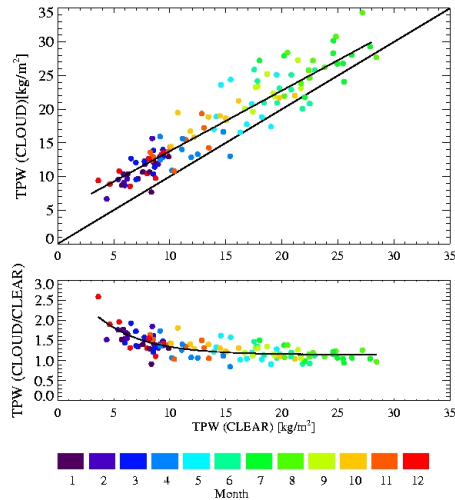 TPW (CLOUD)[kg/m²]
35
30
25
20
15
10
5
0
0 5 10 15 20 25 30 35
TPW (CLOUD/CLEAR)
3.0
2.5
2.0
1.5
1.0
0.5
0.0
0 5 10 15 20 25 30 35
TPW (CLEAR) [kg/m²]
1 2 3 4 5 6 7 8 9 10 11 12
Month